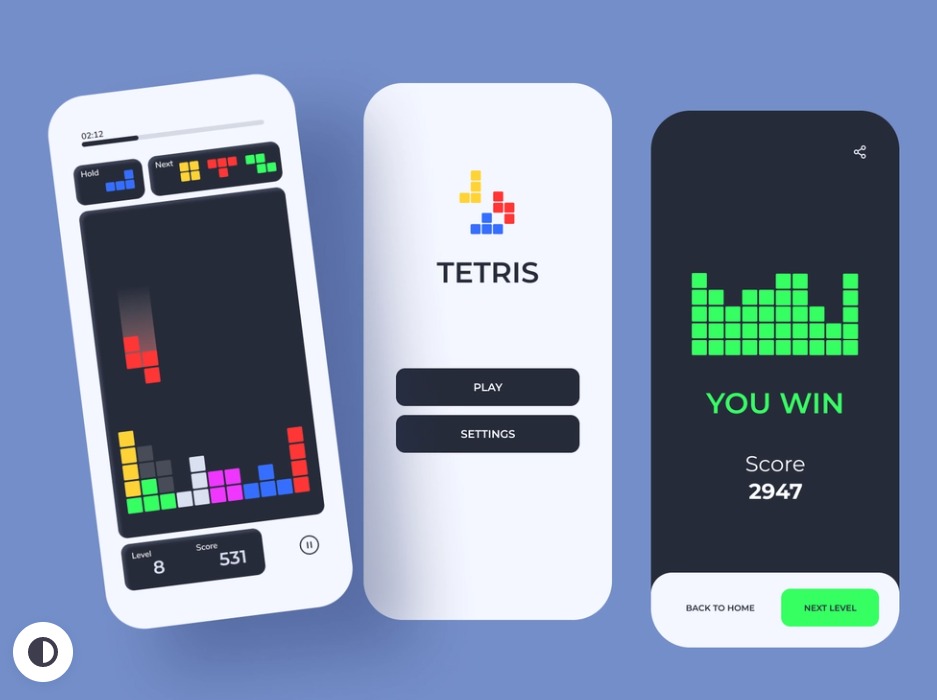 02:12
Hold
Next
Level
8
Score
531
TETRIS
PLAY
SETTINGS
YOU WIN
Score
2947
BACK TO HOME
NEXT LEVEL